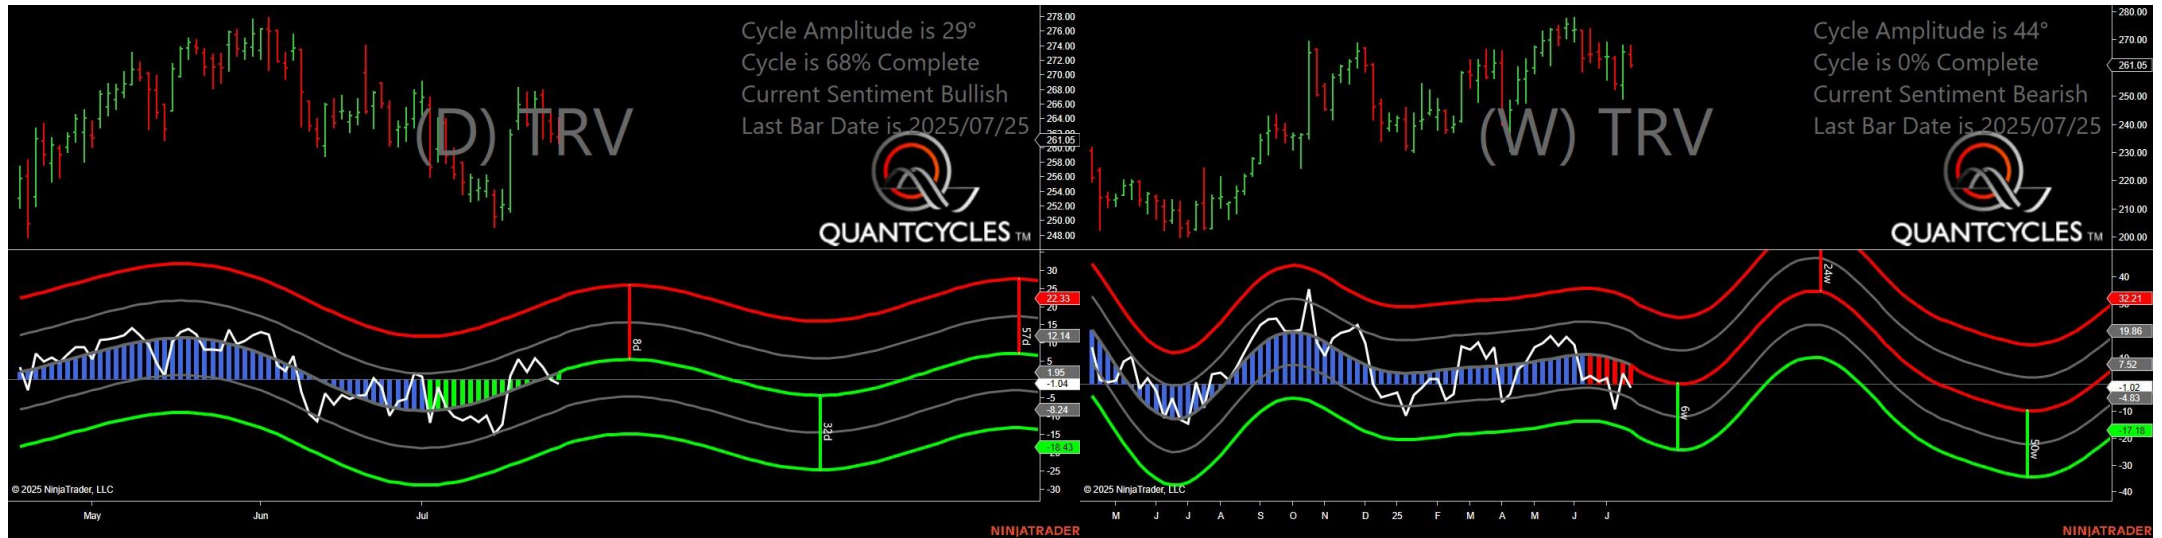 Cycle Amplitude is 29°
Cycle is 68% Complete
Current Sentiment Bullish
Last Bar Date is 2025/07/25
(D) TRV
QUANTCYCLES TM
278.00
276.00
274.00
272.00
270.00
268.00
266.00
264.00
261.05
260.00
258.00
256.00
254.00
252.00
250.00
248.00
30
25
22.33
20
15
12.14
5
1.95
-1.04
-5
-8.24
-15
-18.43
-25
-30
8d
32d
57d
© 2025 NinjaTrader, LLC
May
Jun
Jul
NINJATRADER
Cycle Amplitude is 44°
Cycle is 0% Complete
Current Sentiment Bearish
Last Bar Date is 2025/07/25
(W) TRV
QUANTCYCLES TM
280.00
270.00
261.05
250.00
240.00
230.00
220.00
210.00
200.00
40
32.21
19.86
7.52
-1.02
-4.83
-10
-17.18
-20
-30
-40
24w
6w
50w
© 2025 NinjaTrader, LLC
M
J
J
A
S
O
N
D
25
F
M
A
M
J
J
NINJATRADER